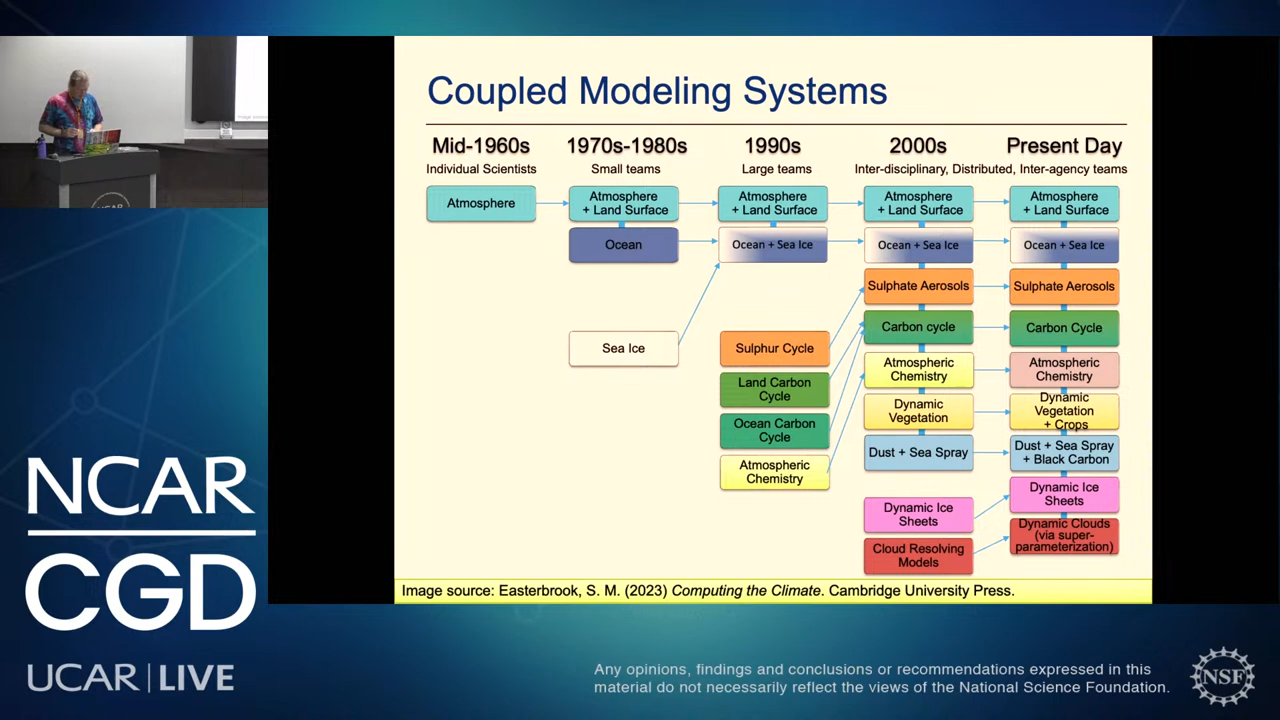 Coupled Modeling Systems
Mid-1960s
Individual Scientists
1970s-1980s
Small teams
1990s
Large teams
2000s
Present Day
Inter-disciplinary, Distributed, Inter-agency teams
Atmosphere
Atmosphere
+ Land Surface
Atmosphere
+ Land Surface
Atmosphere
+ Land Surface
Atmosphere
+ Land Surface
Ocean
Ocean + Sea Ice
Ocean + Sea Ice
Ocean + Sea Ice
Sulphate Aerosols
Sulphate Aerosols
Carbon cycle
Carbon Cycle
Sea Ice
Sulphur Cycle
Atmospheric
Chemistry
Atmospheric
Chemistry
Land Carbon
Cycle
Dynamic
Vegetation
Dynamic
Vegetation
+ Crops
Ocean Carbon
Cycle
Dust + Sea Spray
Dust + Sea Spray
+ Black Carbon
Atmospheric
Chemistry
Dynamic Ice
Sheets
Dynamic Ice
Sheets
Cloud Resolving
Models
Dynamic Clouds
(via super-
parameterization)
Image source: Easterbrook, S. M. (2023) Computing the Climate. Cambridge University Press.
NCAR
NCAR
CGD
UCAR | LIVE
Any opinions, findings and conclusions or recommendations expressed in this
material do not necessarily reflect the views of the National Science Foundation.
NSF